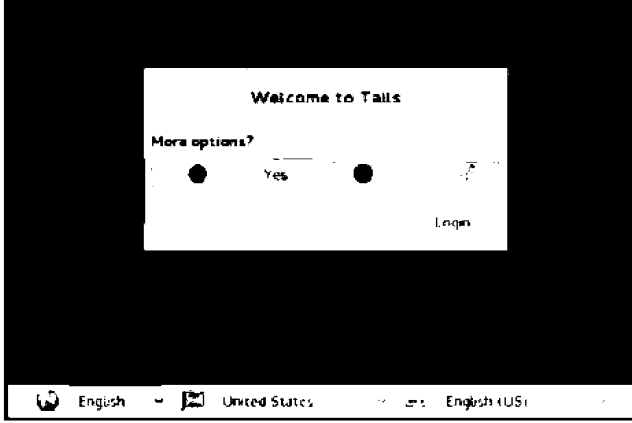 Welcome to Tails
More options?
Yes
Login
English United States English (US)